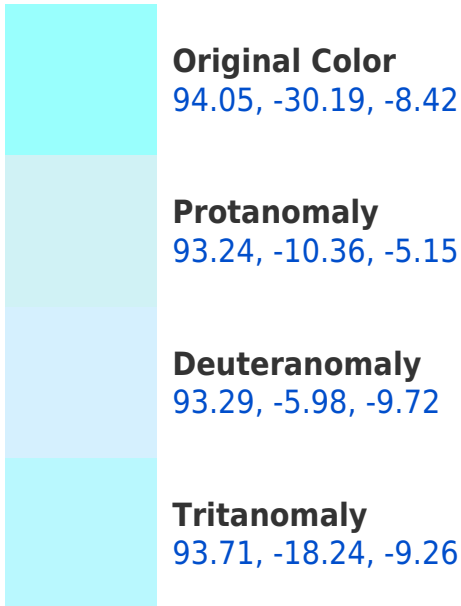 Original Color
94.05, -30.19, -8.42
Protanomaly
93.24, -10.36, -5.15
Deuteranomaly
93.29, -5.98, -9.72
Tritanomaly
93.71, -18.24, -9.26